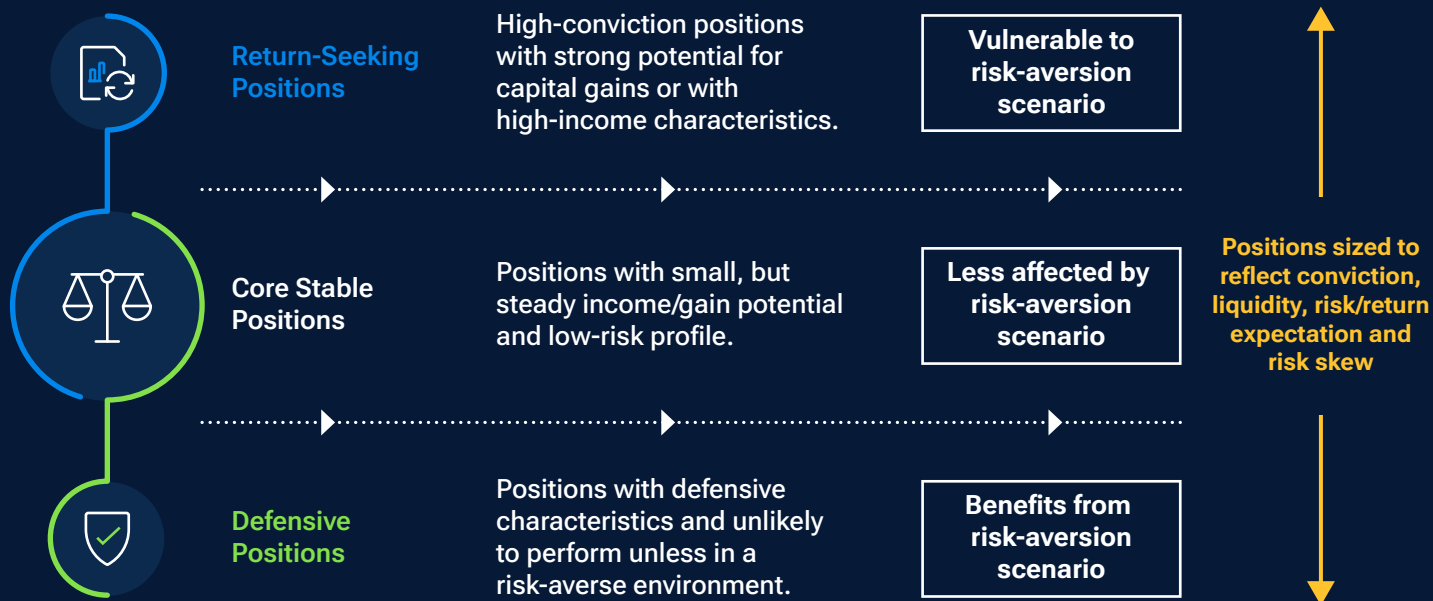 Return-Seeking
Positions
High-conviction positions
with strong potential for
capital gains or with
high-income characteristics.
Vulnerable to
risk-aversion
scenario
Core Stable
Positions
Positions with small, but
steady income/gain potential
and low-risk profile.
Less affected by
risk-aversion
scenario
Positions sized to
reflect conviction,
liquidity, risk/return
expectation and
risk skew
Defensive
Positions
Positions with defensive
characteristics and unlikely
to perform unless in a
risk-averse environment.
Benefits from
risk-aversion
scenario